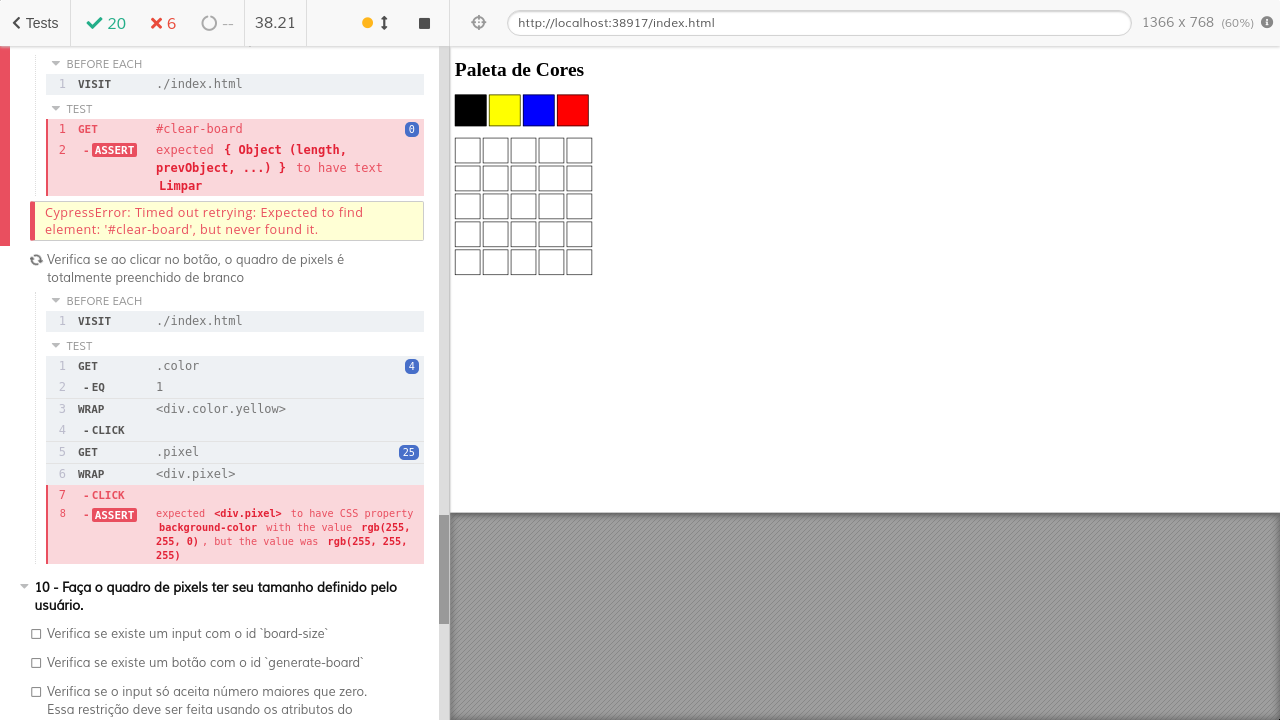 Tests
20
6
--
38.21
http://localhost:38917/index.html
1366 x 768 (60%)
BEFORE EACH
1 VISIT ./index.html
TEST
1 GET #clear-board 0
2 - ASSERT expected { Object (length,
prevObject, ...) } to have text
Limpar
CypressError: Timed out retrying: Expected to find
element: '#clear-board', but never found it.
Verifica se ao clicar no botão, o quadro de pixels é
totalmente preenchido de branco
BEFORE EACH
1 VISIT ./index.html
TEST
1 GET .color 4
2 - EQ 1
3 WRAP <div.color.yellow>
4 - CLICK
5 GET .pixel 25
6 WRAP <div.pixel>
7 - CLICK
8 - ASSERT expected <div.pixel> to have CSS property
background-color with the value rgb(255,
255, 0) , but the value was rgb(255, 255,
255)
10 - Faça o quadro de pixels ter seu tamanho definido pelo
usuário.
Verifica se existe um input com o id `board-size`
Verifica se existe um botão com o id `generate-board`
Verifica se o input só aceita número maiores que zero.
Essa restrição deve ser feita usando os atributos do
Paleta de Cores